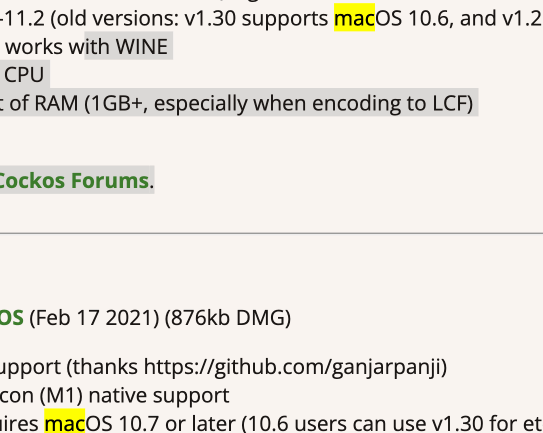 -11.2 (old versions: v1.30 supports macOS 10.6, and v1.2
works with WINE
CPU
of RAM (1GB+, especially when encoding to LCF)
Cockos Forums.
OS (Feb 17 2021) (876kb DMG)
upport (thanks https://github.com/ganjarpanji)
con (M1) native support
ires macOS 10.7 or later (10.6 users can use v1.30 for et